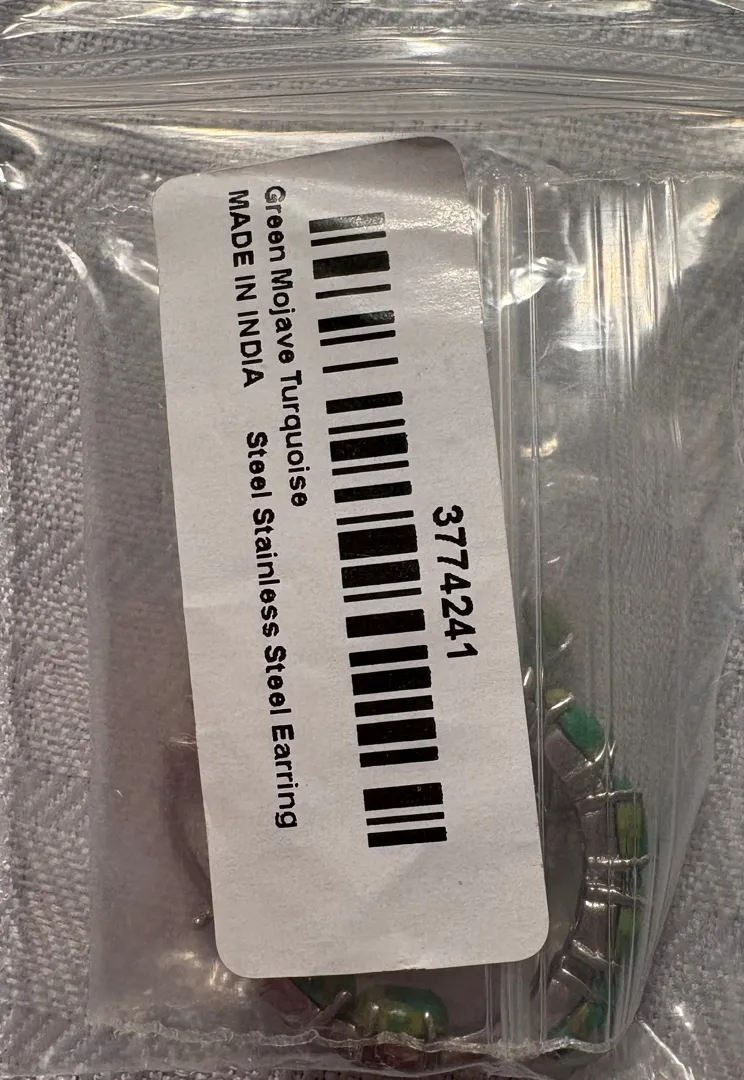 3774241
Green Mojave Turquoise
MADE IN INDIA Steel Stainless Steel Earring